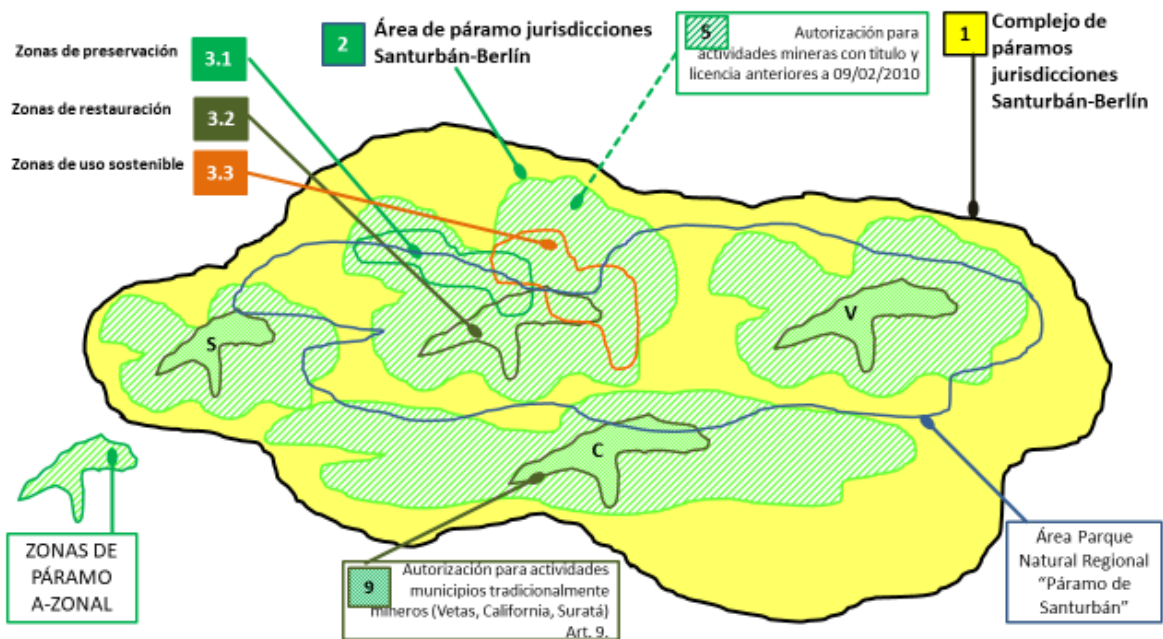 Zonas de preservación
3.1
Zonas de restauración
3.2
Zonas de uso sostenible
3.3
2
Área de páramo jurisdicciones
Santurbán-Berlín
5
Autorización para
actividades mineras con titulo y
licencia anteriores a 09/02/2010
1
Complejo de
páramos
jurisdicciones
Santurbán-Berlín
S
V
C
ZONAS DE
PÁRAMO
A-ZONAL
9
Autorización para actividades
municipios tradicionalmente
mineros (Vetas, California, Suratá)
Art. 9.
Área Parque
Natural Regional
“Páramo de
Santurbán”